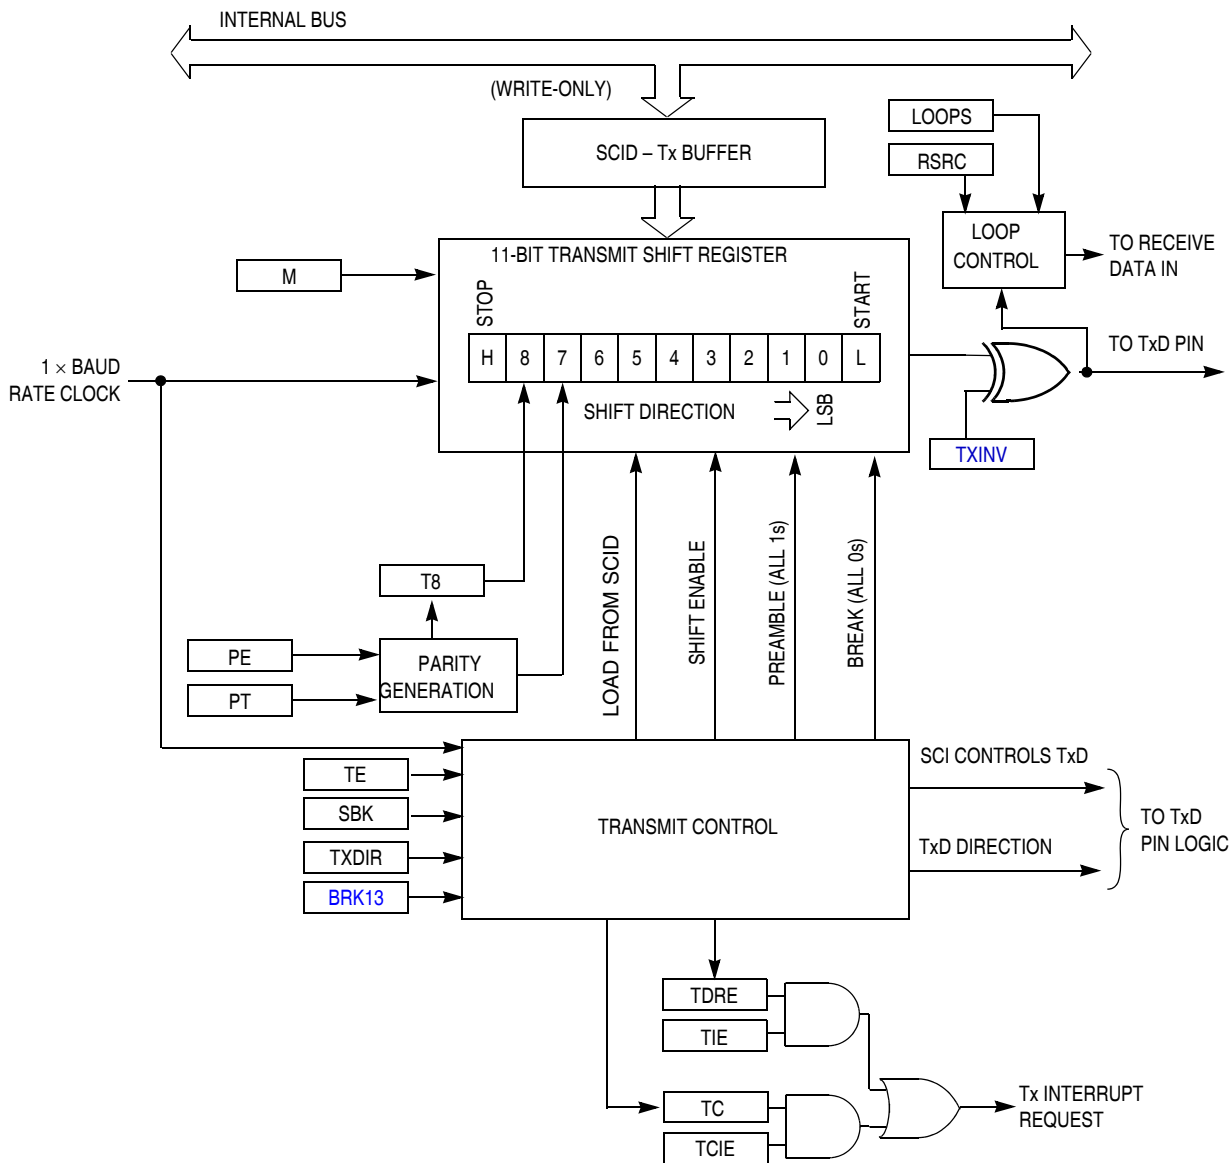 INTERNAL BUS
(WRITE-ONLY)
SCID – Tx BUFFER
LOOPS
RSRC
LOOP
CONTROL
TO RECEIVE
DATA IN
11-BIT TRANSMIT SHIFT REGISTER
M
STOP
START
H 8 7 6 5 4 3 2 1 0 L
1 × BAUD
RATE CLOCK
TO TxD PIN
SHIFT DIRECTION
LSB
TXINV
T8
LOAD FROM SCID
SHIFT ENABLE
PREAMBLE (ALL 1s)
BREAK (ALL 0s)
PE
PT
PARITY
GENERATION
TE
SBK
TXDIR
BRK13
TRANSMIT CONTROL
SCI CONTROLS TxD
TxD DIRECTION
TO TxD
PIN LOGIC
TDRE
TIE
TC
TCIE
Tx INTERRUPT
REQUEST